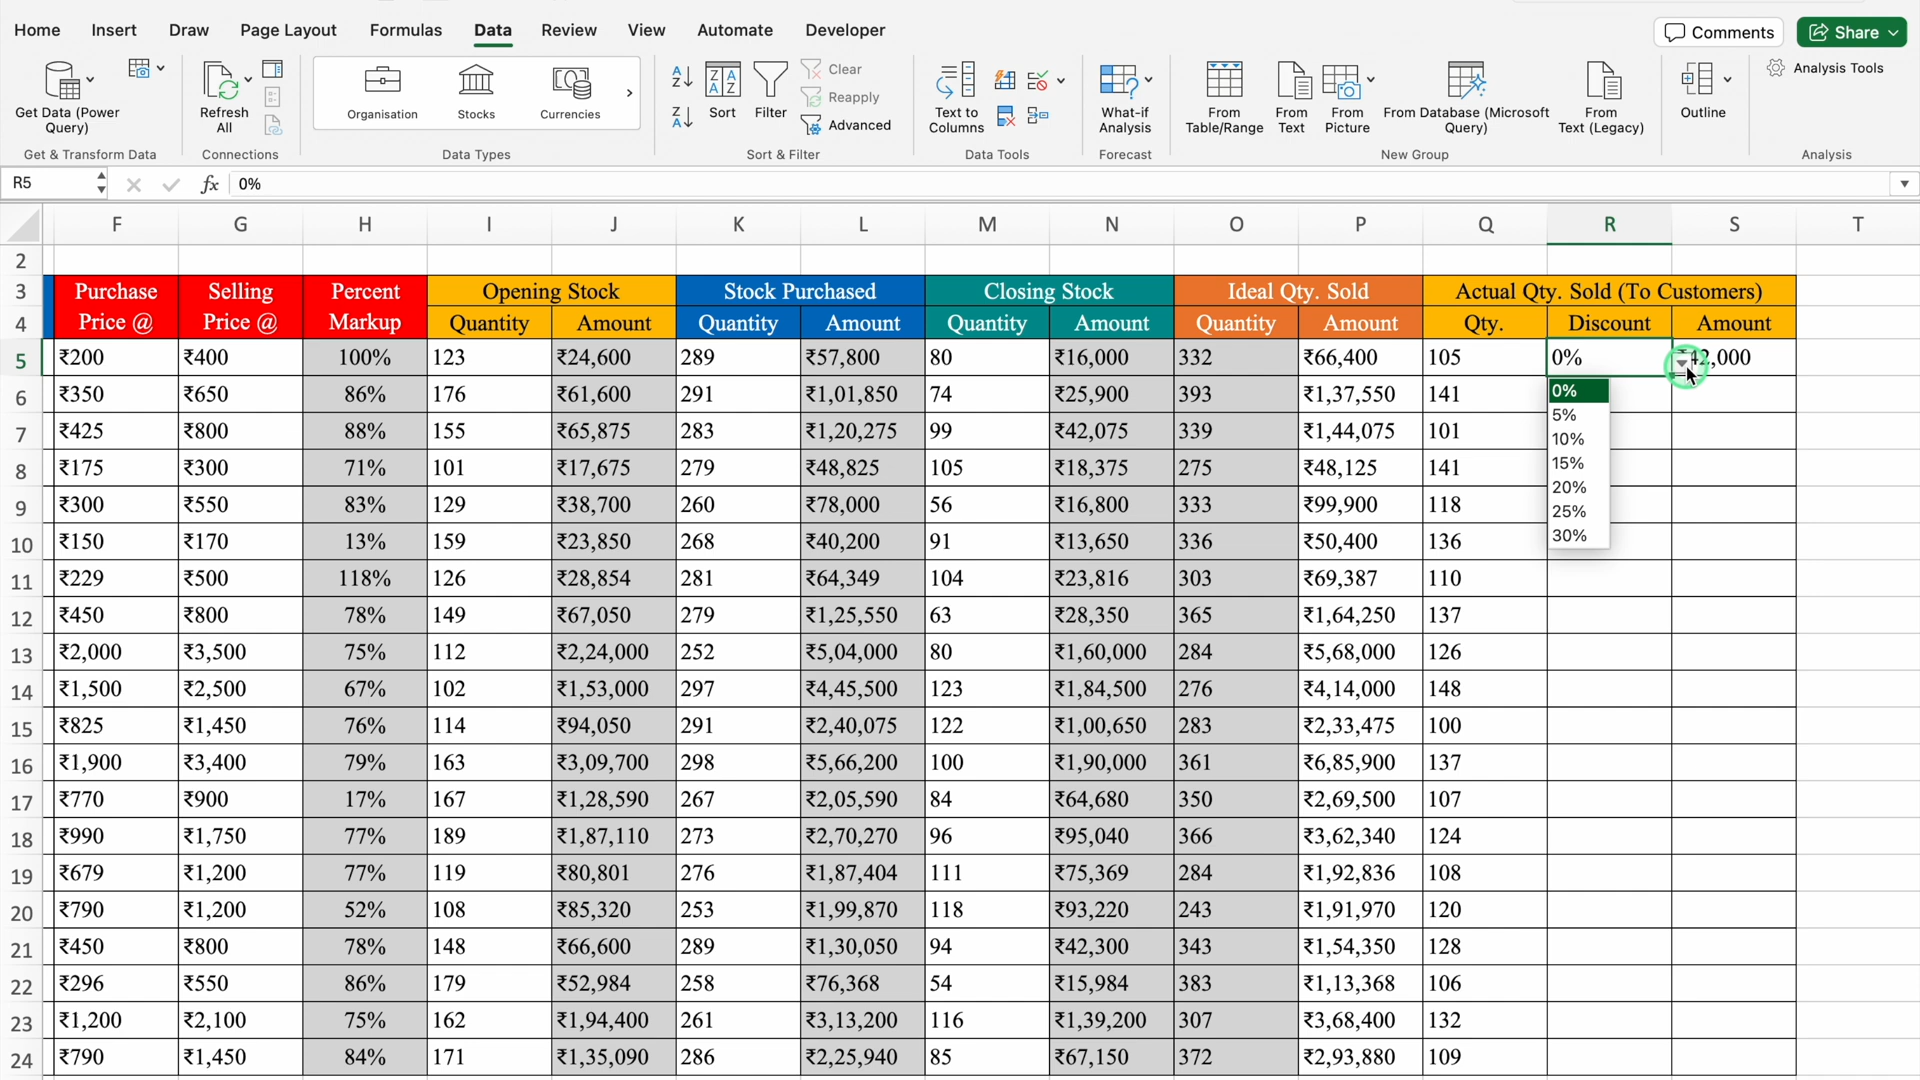 Home Insert Draw Page Layout Formulas Data Review View Automate Developer Comments Share
Get Data (Power Query)
Refresh All
Organisation Stocks Currencies
Sort Filter
Clear
Reapply
Advanced
Text to Columns
What-if Analysis
From Table/Range
From Text
From Picture
From Database (Microsoft Query)
From Text (Legacy)
Outline
Analysis Tools
Get & Transform Data Connections Data Types Sort & Filter Data Tools Forecast New Group Analysis
R5 fx 0%
F G H I J K L M N O P Q R S T
2
3 Purchase Selling Percent Opening Stock Stock Purchased Closing Stock Ideal Qty. Sold Actual Qty. Sold (To Customers)
4 Price @ Price @ Markup Quantity Amount Quantity Amount Quantity Amount Quantity Amount Qty. Discount Amount
5 ₹200 ₹400 100% 123 ₹24,600 289 ₹57,800 80 ₹16,000 332 ₹66,400 105 0% ₹42,000
6 ₹350 ₹650 86% 176 ₹61,600 291 ₹1,01,850 74 ₹25,900 393 ₹1,37,550 141
7 ₹425 ₹800 88% 155 ₹65,875 283 ₹1,20,275 99 ₹42,075 339 ₹1,44,075 101
8 ₹175 ₹300 71% 101 ₹17,675 279 ₹48,825 105 ₹18,375 275 ₹48,125 141
9 ₹300 ₹550 83% 129 ₹38,700 260 ₹78,000 56 ₹16,800 333 ₹99,900 118
10 ₹150 ₹170 13% 159 ₹23,850 268 ₹40,200 91 ₹13,650 336 ₹50,400 136
11 ₹229 ₹500 118% 126 ₹28,854 281 ₹64,349 104 ₹23,816 303 ₹69,387 110
12 ₹450 ₹800 78% 149 ₹67,050 279 ₹1,25,550 63 ₹28,350 365 ₹1,64,250 137
13 ₹2,000 ₹3,500 75% 112 ₹2,24,000 252 ₹5,04,000 80 ₹1,60,000 284 ₹5,68,000 126
14 ₹1,500 ₹2,500 67% 102 ₹1,53,000 297 ₹4,45,500 123 ₹1,84,500 276 ₹4,14,000 148
15 ₹825 ₹1,450 76% 114 ₹94,050 291 ₹2,40,075 122 ₹1,00,650 283 ₹2,33,475 100
16 ₹1,900 ₹3,400 79% 163 ₹3,09,700 298 ₹5,66,200 100 ₹1,90,000 361 ₹6,85,900 137
17 ₹770 ₹900 17% 167 ₹1,28,590 267 ₹2,05,590 84 ₹64,680 350 ₹2,69,500 107
18 ₹990 ₹1,750 77% 189 ₹1,87,110 273 ₹2,70,270 96 ₹95,040 366 ₹3,62,340 124
19 ₹679 ₹1,200 77% 119 ₹80,801 276 ₹1,87,404 111 ₹75,369 284 ₹1,92,836 108
20 ₹790 ₹1,200 52% 108 ₹85,320 253 ₹1,99,870 118 ₹93,220 243 ₹1,91,970 120
21 ₹450 ₹800 78% 148 ₹66,600 289 ₹1,30,050 94 ₹42,300 343 ₹1,54,350 128
22 ₹296 ₹550 86% 179 ₹52,984 258 ₹76,368 54 ₹15,984 383 ₹1,13,368 106
23 ₹1,200 ₹2,100 75% 162 ₹1,94,400 261 ₹3,13,200 116 ₹1,39,200 307 ₹3,68,400 132
24 ₹790 ₹1,450 84% 171 ₹1,35,090 286 ₹2,25,940 85 ₹67,150 372 ₹2,93,880 109
0%
5%
10%
15%
20%
25%
30%